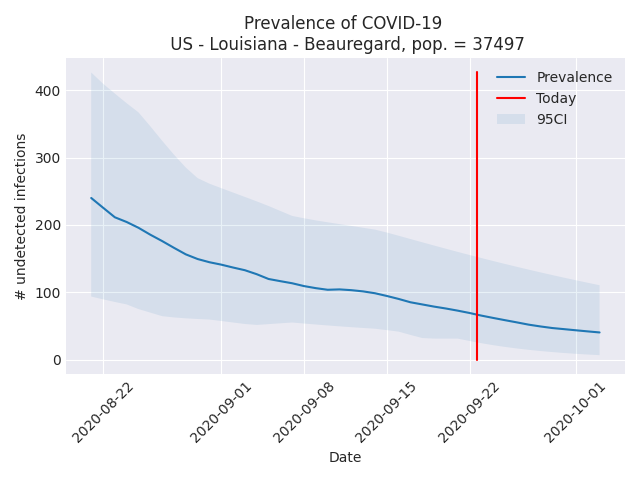 Prevalence of COVID-19
US - Louisiana - Beauregard, pop. = 37497
# undetected infections
400
300
200
100
0
Prevalence
Today
95CI
2020-08-22
2020-09-01
2020-09-08
2020-09-15
2020-09-22
2020-10-01
Date